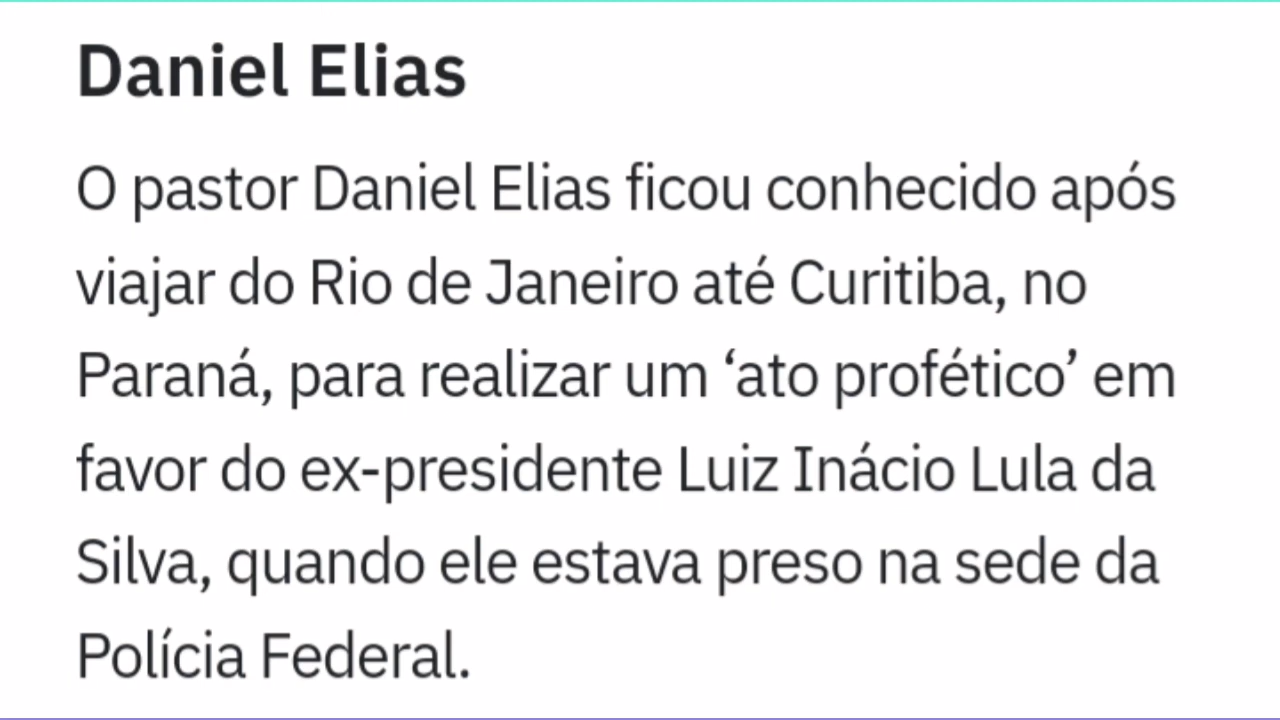 Daniel Elias
O pastor Daniel Elias ficou conhecido após
viajar do Rio de Janeiro até Curitiba, no
Paraná, para realizar um ‘ato profético’ em
favor do ex-presidente Luiz Inácio Lula da
Silva, quando ele estava preso na sede da
Polícia Federal.